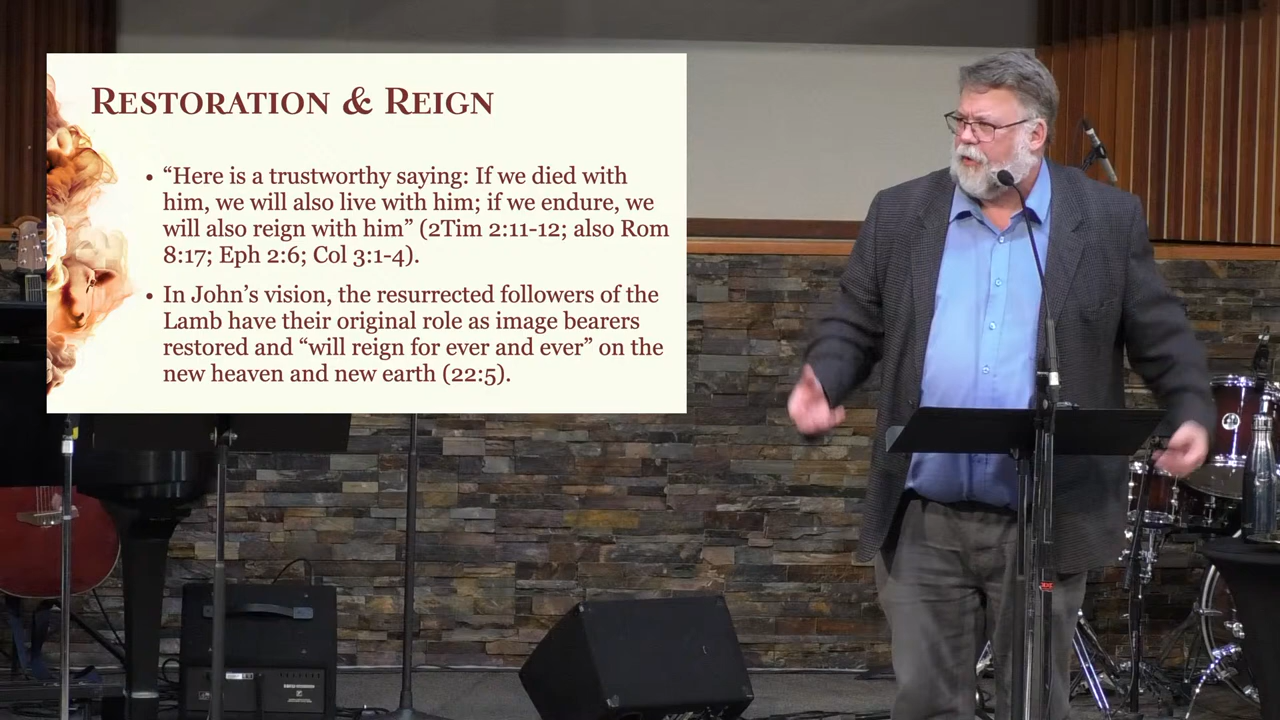 RESTORATION & REIGN
• “Here is a trustworthy saying: If we died with
him, we will also live with him; if we endure, we
will also reign with him” (2Tim 2:11-12; also Rom
8:17; Eph 2:6; Col 3:1-4).
• In John’s vision, the resurrected followers of the
Lamb have their original role as image bearers
restored and “will reign for ever and ever” on the
new heaven and new earth (22:5).